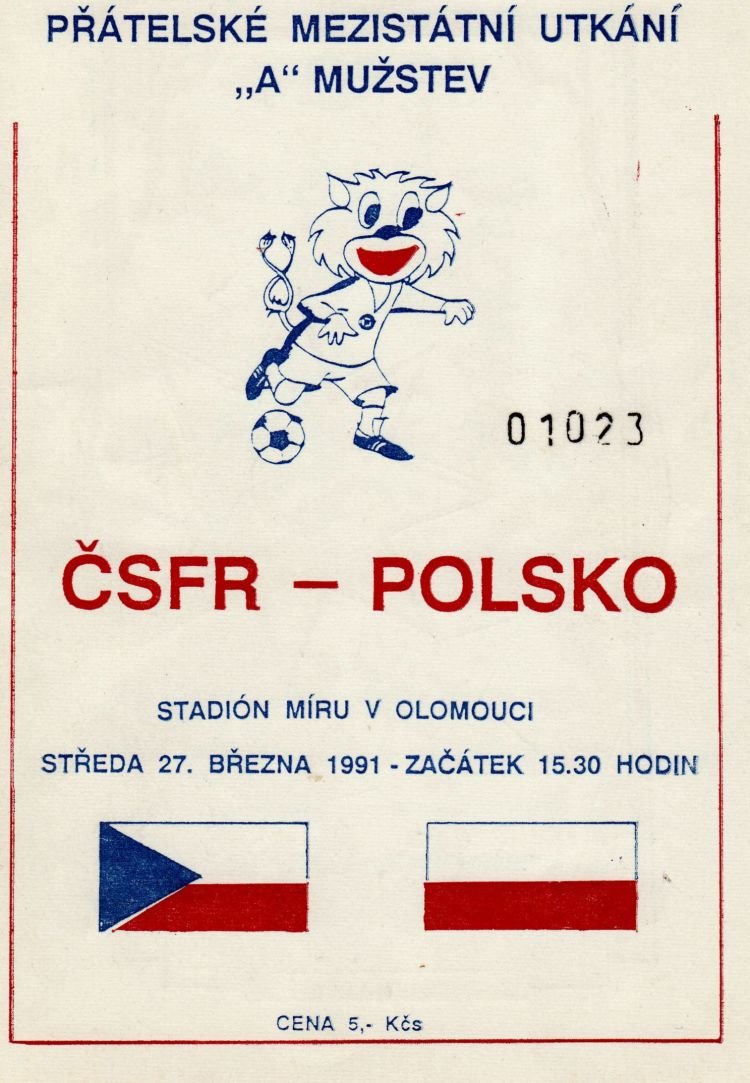 PŘÁTELSKÉ MEZISTÁTNÍ UTKÁNÍ
„A“ MUŽSTEV
01023
ČSFR – POLSKO
STADIÓN MÍRU V OLOMOUCI
STŘEDA 27. BŘEZNA 1991 - ZAČÁTEK 15.30 HODIN
CENA 5,- Kčs